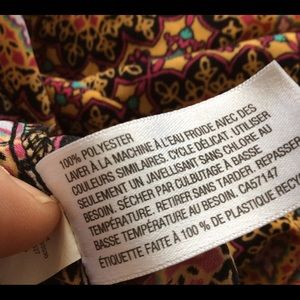 100% POLYESTER
LAVER À LA MACHINE À L'EAU FROIDE AVEC DES
COULEURS SIMILAIRES. CYCLE DÉLICAT. UTILISER
SEULEMENT UN JAVELLISANT SANS CHLORE AU
BESOIN. SÉCHER PAR CULBUTAGE À BASSE
TEMPÉRATURE. RETIRER SANS TARDER. REPASSER
BASSE TEMPÉRATURE AU BESOIN. CA57147
ÉTIQUETTE FAITE À 100 % DE PLASTIQUE RECYCL